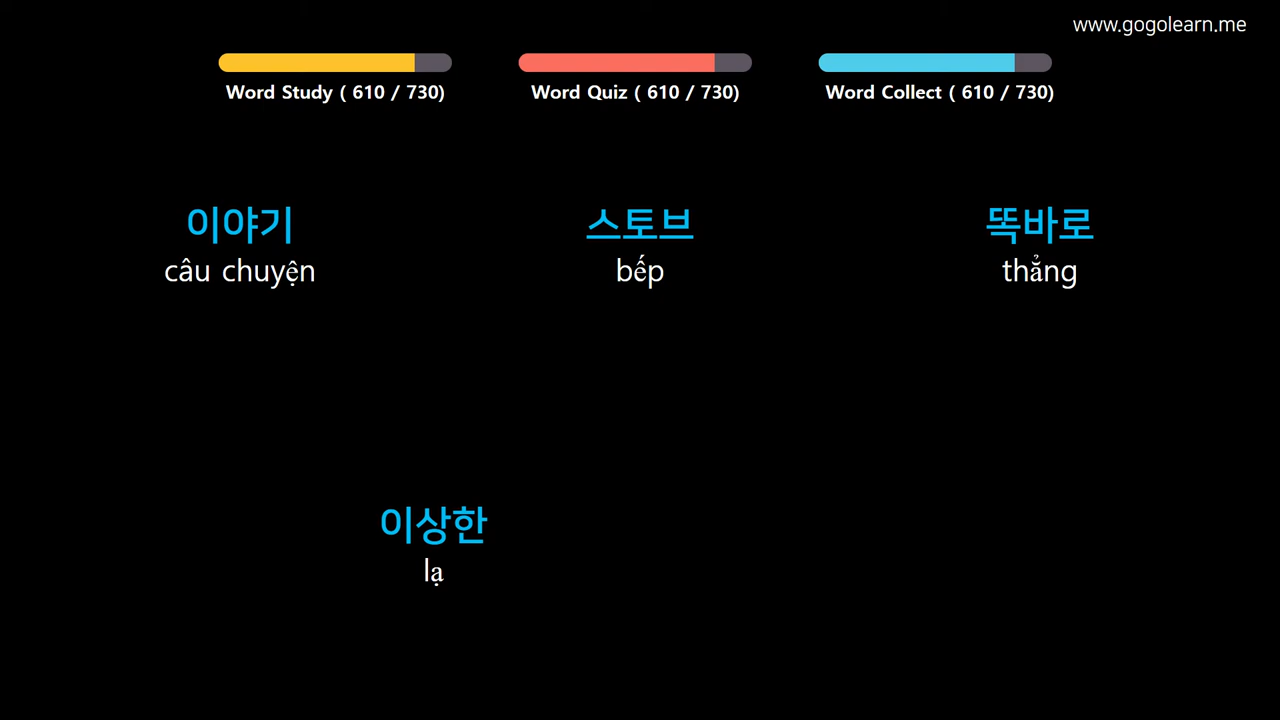 www.gogolearn.me
Word Study ( 610 / 730)
Word Quiz ( 610 / 730)
Word Collect ( 610 / 730)
이야기
câu chuyện
스토브
bếp
똑바로
thẳng
이상한
lạ